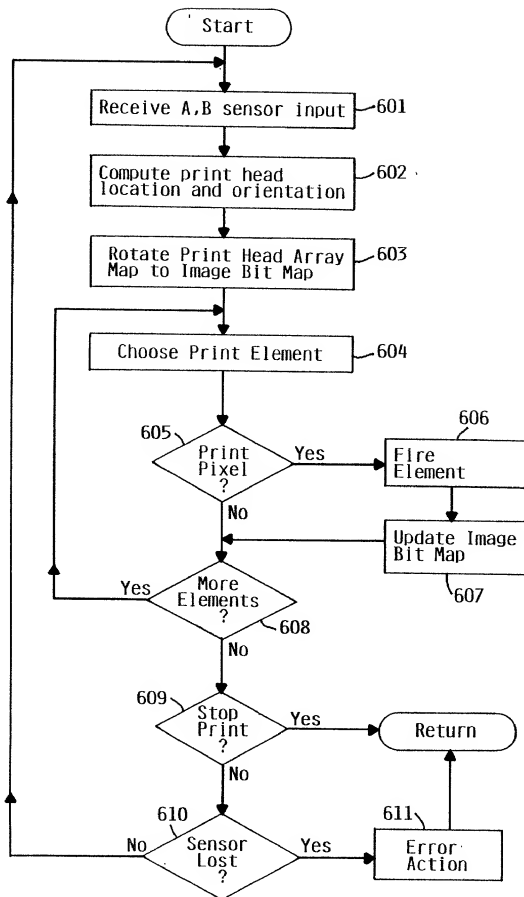 Start
Receive A,B sensor input
601
Compute print head
location and orientation
602
Rotate Print Head Array
Map to Image Bit Map
603
Choose Print Element
604
605
Print
Pixel
?
Yes
No
606
Fire
Element
Update Image
Bit Map
607
More
Elements
?
Yes
608
No
609
Stop
Print
?
Yes
Return
No
610
Sensor
Lost
?
No
Yes
611
Error
Action